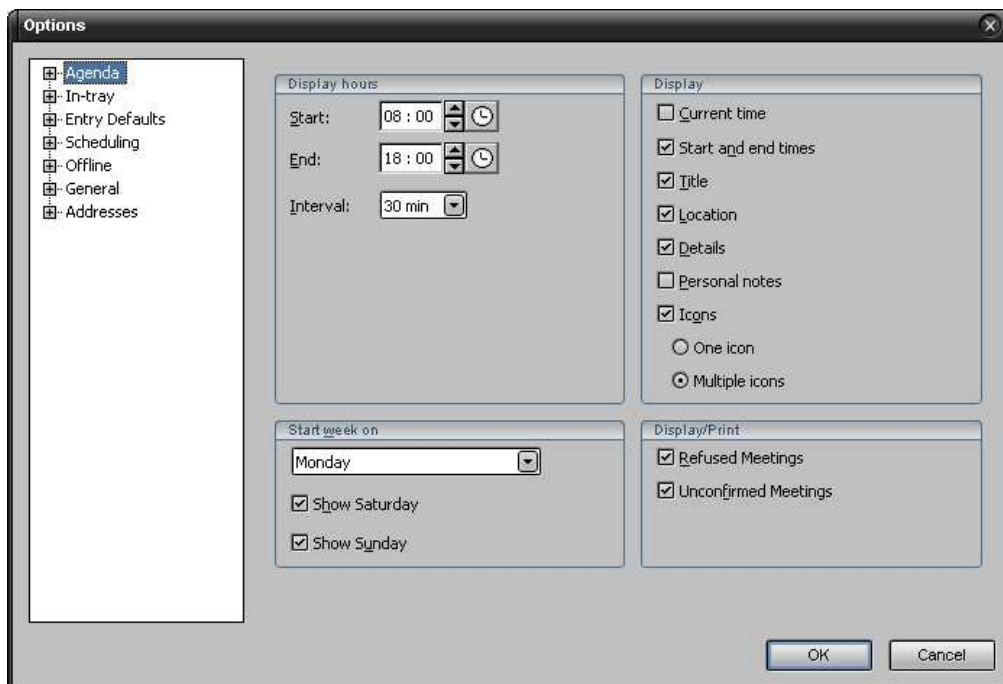 Options
Agenda
In-tray
Entry Defaults
Scheduling
Offline
General
Addresses
Display hours
Start:
08 : 00
End:
18 : 00
Interval:
30 min
Display
Current time
Start and end times
Title
Location
Details
Personal notes
Icons
One icon
Multiple icons
Start week on
Monday
Show Saturday
Show Sunday
Display/Print
Refused Meetings
Unconfirmed Meetings
OK
Cancel